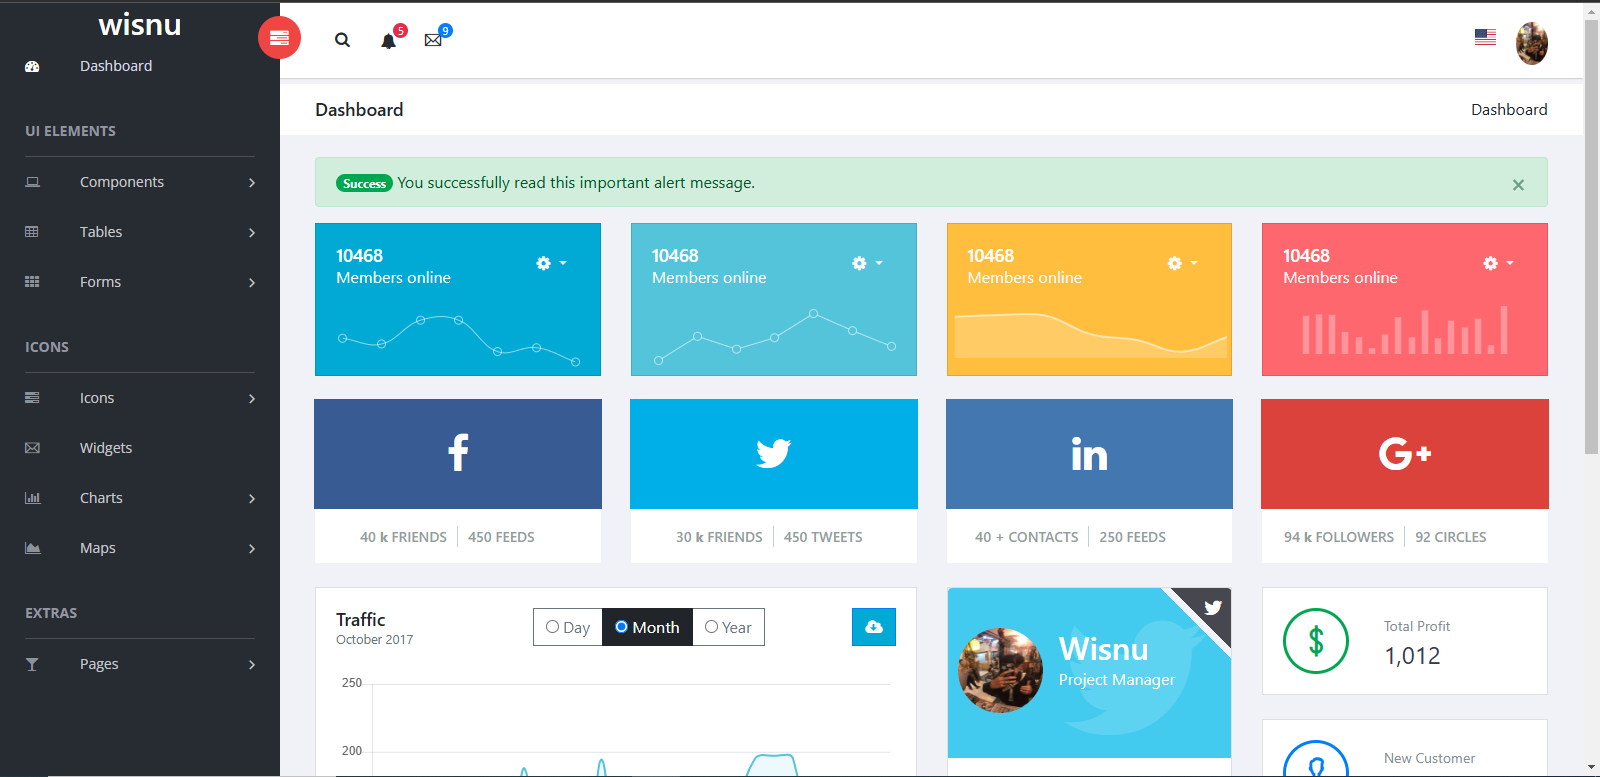 wisnu
Dashboard
UI ELEMENTS
Components
Tables
Forms
ICONS
Icons
Widgets
Charts
Maps
EXTRAS
Pages
5
9
Dashboard
Dashboard
Success You successfully read this important alert message.
×
10468
Members online
10468
Members online
10468
Members online
10468
Members online
f
in
G+
40 k FRIENDS
450 FEEDS
30 k FRIENDS
450 TWEETS
40 + CONTACTS
250 FEEDS
94 k FOLLOWERS
92 CIRCLES
Traffic
October 2017
Day Month Year
250
200
Wisnu
Project Manager
$
Total Profit
1,012
New Customer